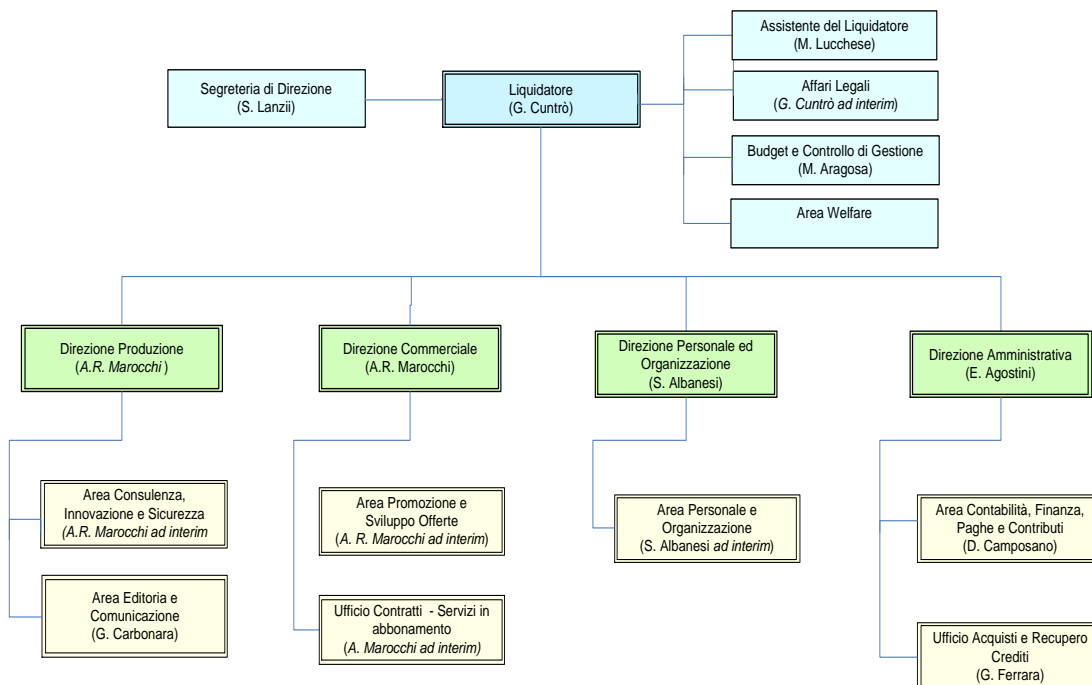 Assistente del Liquidatore
(M. Lucchese)
Segreteria di Direzione
(S. Lanzii)
Liquidatore
(G. Cuntrò)
Affari Legali
(G. Cuntrò ad interim)
Budget e Controllo di Gestione
(M. Aragosa)
Area Welfare
Direzione Produzione
(A.R. Marocchi )
Direzione Commerciale
(A.R. Marocchi)
Direzione Personale ed
Organizzazione
(S. Albanesi)
Direzione Amministrativa
(E. Agostini)
Area Consulenza,
Innovazione e Sicurezza
(A.R. Marocchi ad interim
Area Promozione e
Sviluppo Offerte
(A. R. Marocchi ad interim)
Area Personale e
Organizzazione
(S. Albanesi ad interim)
Area Contabilità, Finanza,
Paghe e Contributi
(D. Camposano)
Area Editoria e
Comunicazione
(G. Carbonara)
Ufficio Contratti - Servizi in
abbonamento
(A. Marocchi ad interim)
Ufficio Acquisti e Recupero
Crediti
(G. Ferrara)